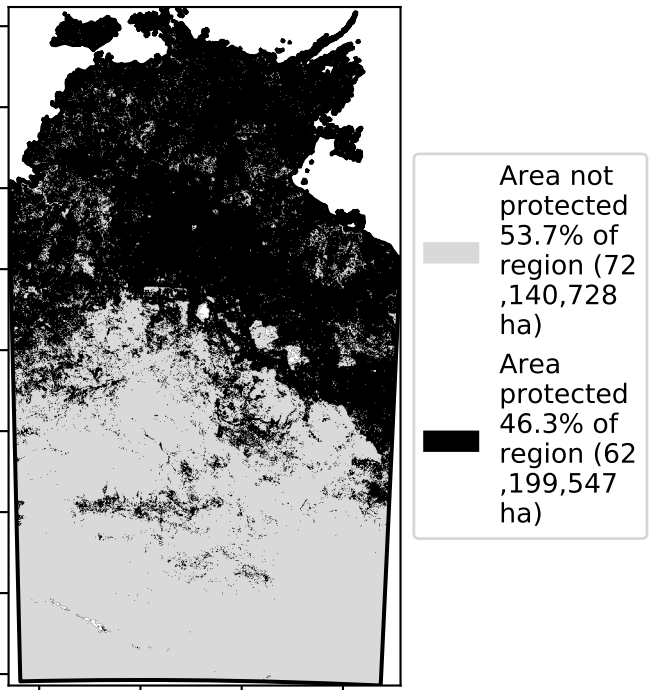 Area not
protected
53.7% of
region (72
,140,728
ha)
Area
protected
46.3% of
region (62
,199,547
ha)